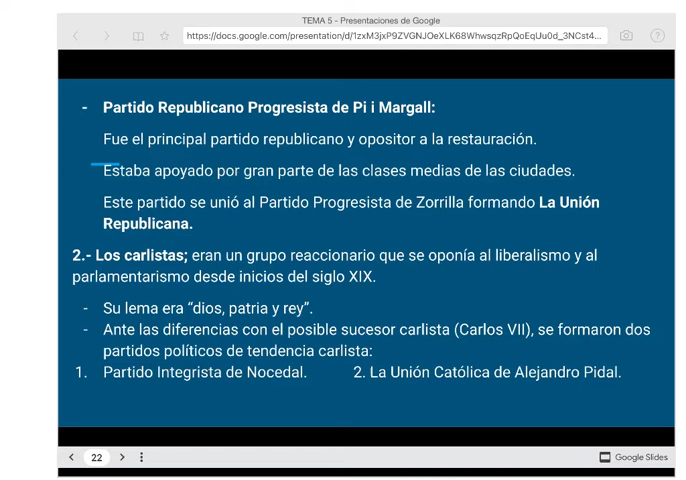 TEMA 5 - Presentaciones de Google
https://docs.google.com/presentation/d/1zxM3jxP9ZVGNJOeXLK68WhwsqzRpQoEqUu0d_3NCst4...
- Partido Republicano Progresista de Pi i Margall:
Fue el principal partido republicano y opositor a la restauración.
Estaba apoyado por gran parte de las clases medias de las ciudades.
Este partido se unió al Partido Progresista de Zorrilla formando La Unión
Republicana.
2.- Los carlistas; eran un grupo reaccionario que se oponía al liberalismo y al
parlamentarismo desde inicios del siglo XIX.
- Su lema era “dios, patria y rey”.
- Ante las diferencias con el posible sucesor carlista (Carlos VII), se formaron dos
partidos políticos de tendencia carlista:
1. Partido Integrista de Nocedal. 2. La Unión Católica de Alejandro Pidal.
22
Google Slides